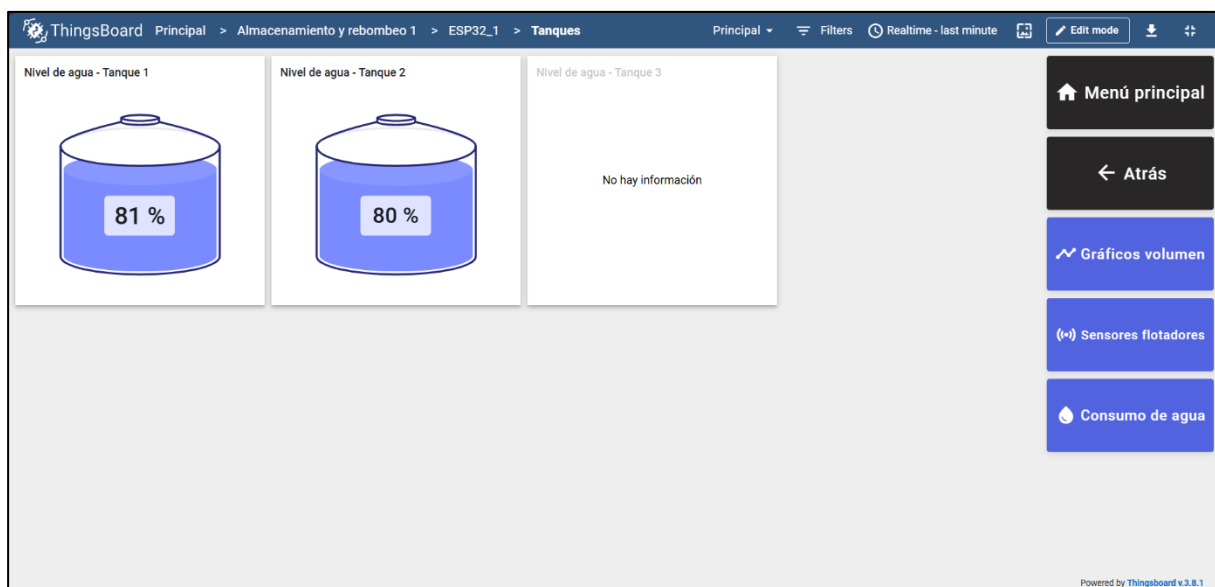 ThingsBoard Principal > Almacenamiento y rebombeo 1 > ESP32_1 > Tanques Principal Filters Realtime - last minute Edit mode
Nivel de agua - Tanque 1
81 %
Nivel de agua - Tanque 2
80 %
Nivel de agua - Tanque 3
No hay información
Menú principal
Atrás
Gráficos volumen
Sensores flotadores
Consumo de agua
Powered by Thingsboard v.3.8.1